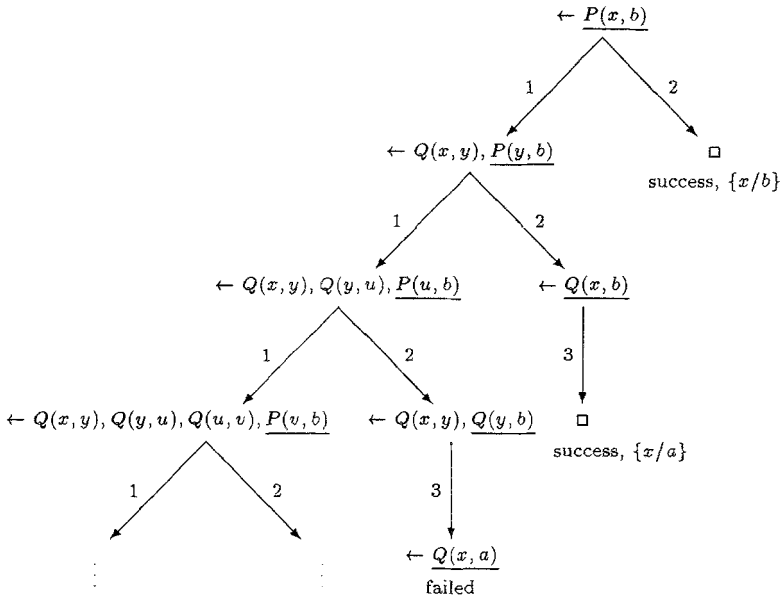 ← P(x, b)
1 2
← Q(x, y), P(y, b) □
success, {x/b}
1 2
← Q(x, y), Q(y, u), P(u, b) ← Q(x, b)
1 2 3
← Q(x, y), Q(y, u), Q(u, v), P(v, b) ← Q(x, y), Q(y, b) □
success, {x/a}
1 2 3
← Q(x, a)
failed